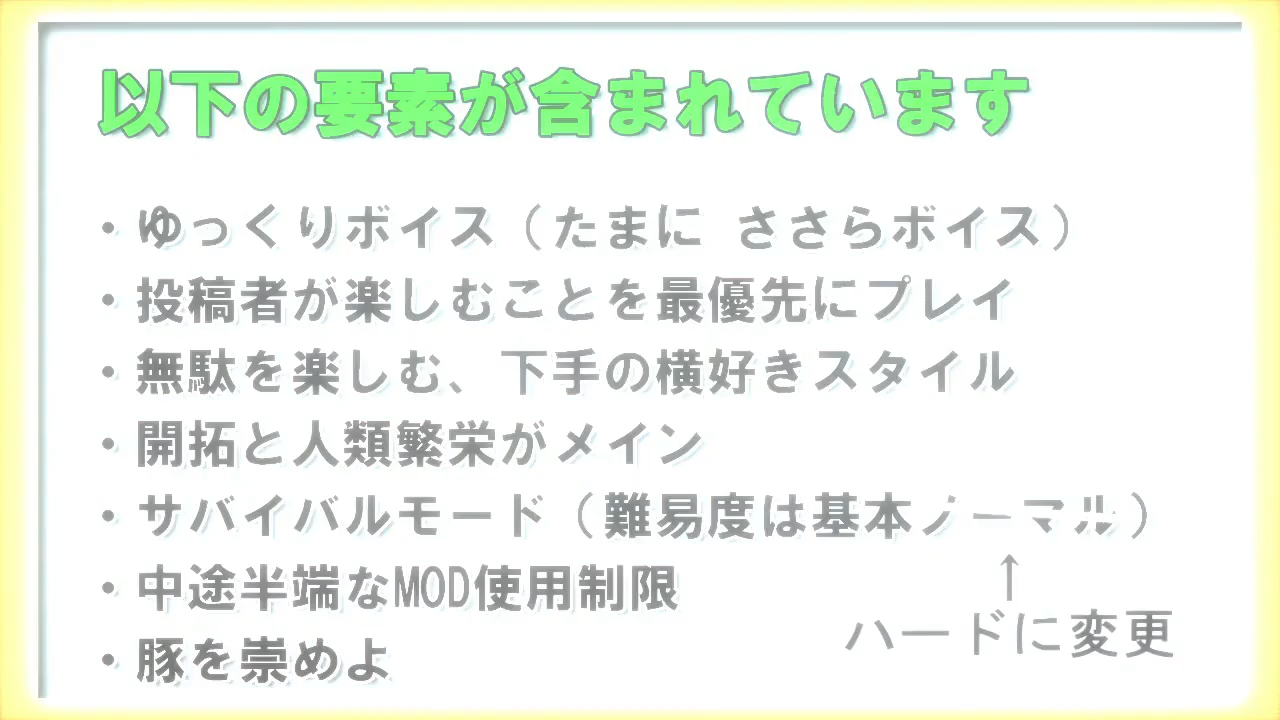 以下の要素が含まれています
・ゆっくりボイス（たまに ささらボイス）
・投稿者が楽しむことを最優先にプレイ
・無駄を楽しむ、下手の横好きスタイル
・開拓と人類繁栄がメイン
・サバイバルモード（難易度は基本ノーマル）
・中途半端なMOD使用制限
↑
ハードに変更
・豚を崇めよ